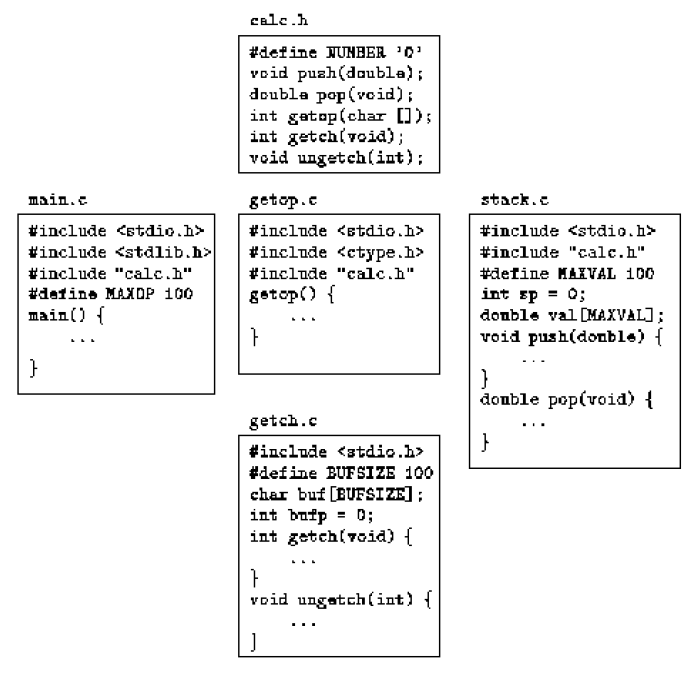 calc.h
#define NUMBER '0'
void push(double);
double pop(void);
int getop(char []);
int getch(void);
void ungetch(int);
main.c
#include <stdio.h>
#include <stdlib.h>
#include "calc.h"
#define MAXOP 100
main() {
...
}
getop.c
#include <stdio.h>
#include <ctype.h>
#include "calc.h"
getop() {
...
}
getch.c
#include <stdio.h>
#define BUFSIZE 100
char buf[BUFSIZE];
int bufp = 0;
int getch(void) {
...
}
void ungetch(int) {
...
}
stack.c
#include <stdio.h>
#include "calc.h"
#define MAXVAL 100
int sp = 0;
double val[MAXVAL];
void push(double) {
...
}
double pop(void) {
...
}